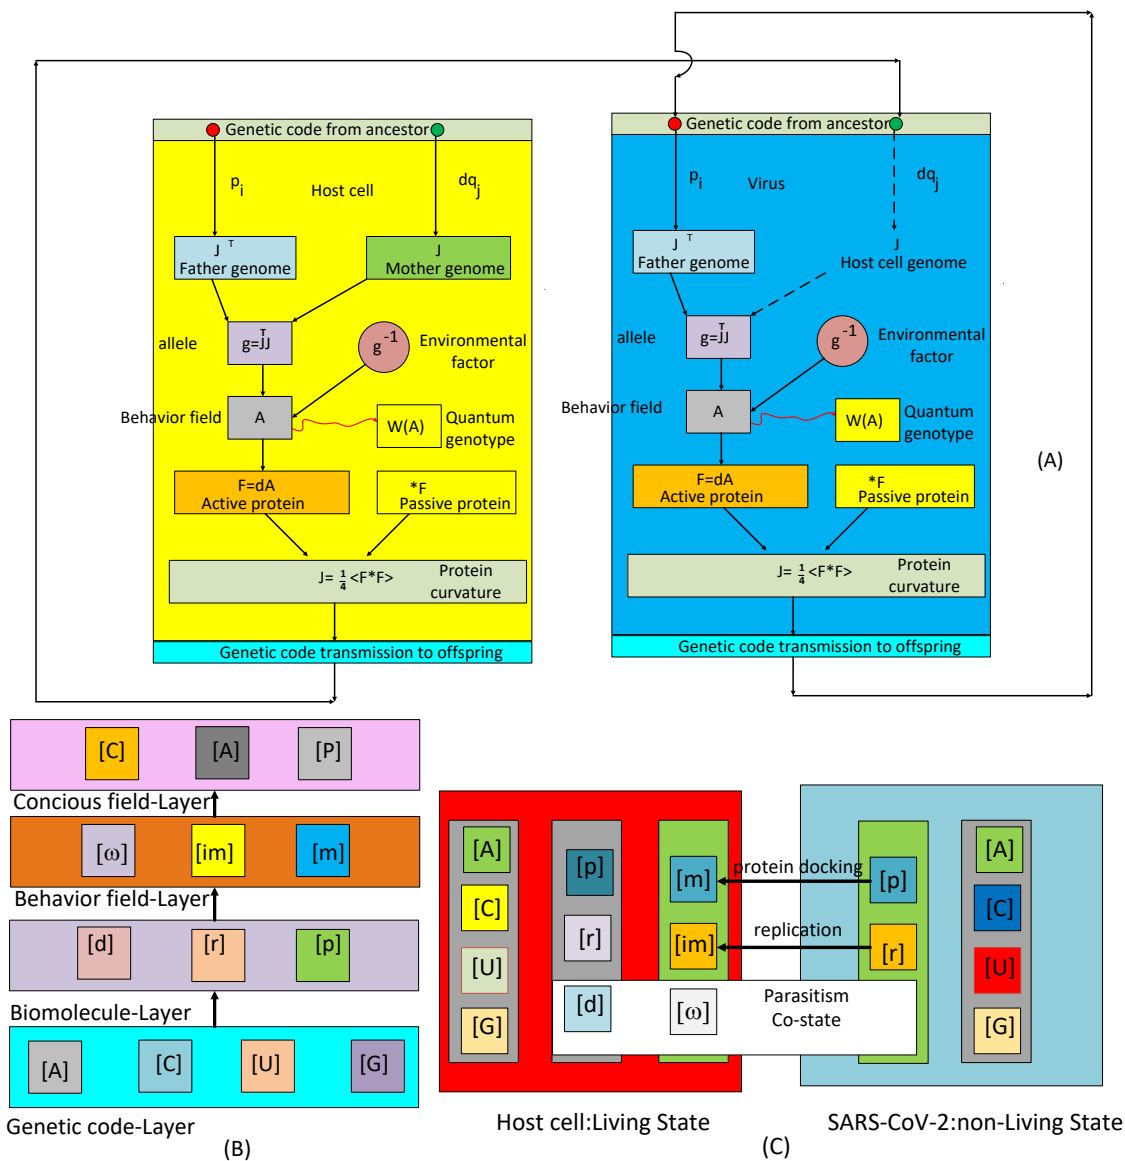 Genetic code from ancestor
p i
Host cell
dq j
J T
Father genome
J
Mother genome
allele
g=JJ T
g -1
Environmental
factor
Behavior field
A
W(A)
Quantum
genotype
F=dA
Active protein
*F
Passive protein
J= 1/4 <F*F>
Protein
curvature
Genetic code transmission to offspring
Genetic code from ancestor
p i
Virus
dq j
J T
Father genome
J
Host cell genome
allele
g=JJ T
g -1
Environmental
factor
Behavior field
A
W(A)
Quantum
genotype
(A)
F=dA
Active protein
*F
Passive protein
J= 1/4 <F*F>
Protein
curvature
Genetic code transmission to offspring
[C] [A] [P]
Concious field-Layer
[ω] [im] [m]
Behavior field-Layer
[d] [r] [p]
Biomolecule-Layer
[A] [C] [U] [G]
Genetic code-Layer
(B)
[A]
[C]
[U]
[G]
[p]
[r]
[d]
[m]
[im]
[ω]
protein docking
replication
Parasitism
Co-state
[p]
[r]
[A]
[C]
[U]
[G]
Host cell:Living State
SARS-CoV-2:non-Living State
(C)